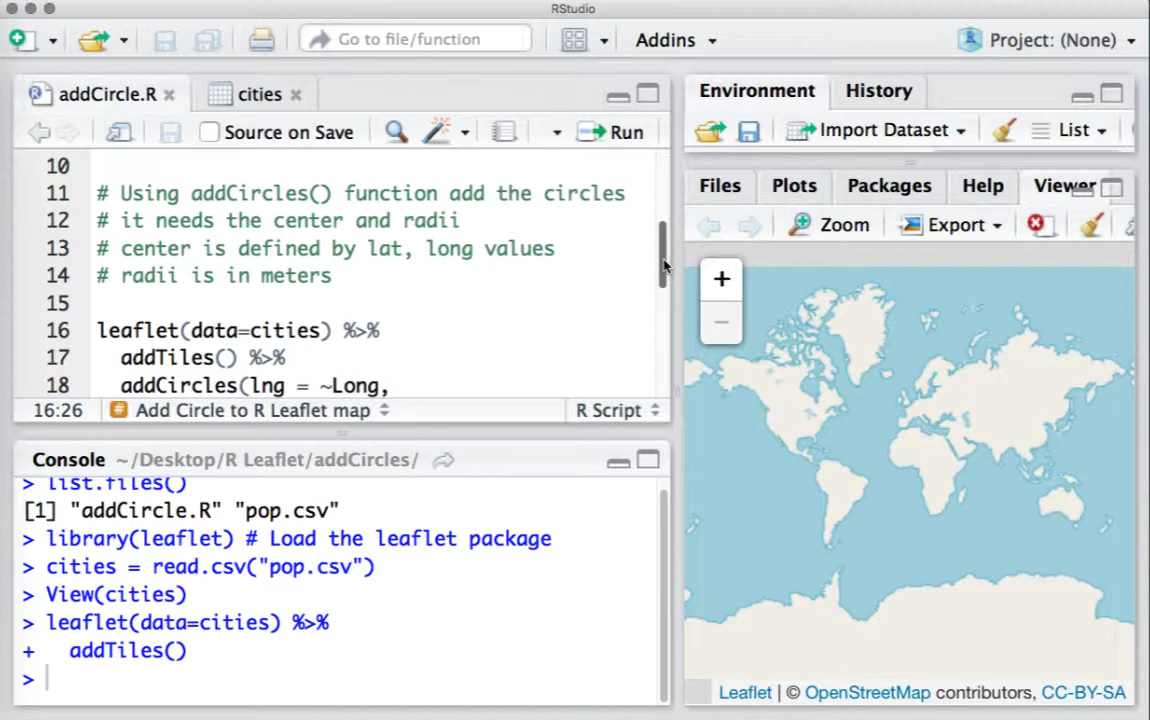 RStudio
Go to file/function
Addins
Project: (None)
addCircle.R
cities
Source on Save
Run
10
11 # Using addCircles() function add the circles
12 # it needs the center and radii
13 # center is defined by lat, long values
14 # radii is in meters
15
16 leaflet(data=cities) %>%
17 addTiles() %>%
18 addCircles(lng = ~Long,
16:26
Add Circle to R Leaflet map
R Script
Console ~/Desktop/R Leaflet/addCircles/
> list.files()
[1] "addCircle.R" "pop.csv"
> library(leaflet) # Load the leaflet package
> cities = read.csv("pop.csv")
> View(cities)
> leaflet(data=cities) %>%
+ addTiles()
>
Environment
History
Import Dataset
List
Files
Plots
Packages
Help
Viewer
Zoom
Export
+
−
Leaflet | © OpenStreetMap contributors, CC-BY-SA